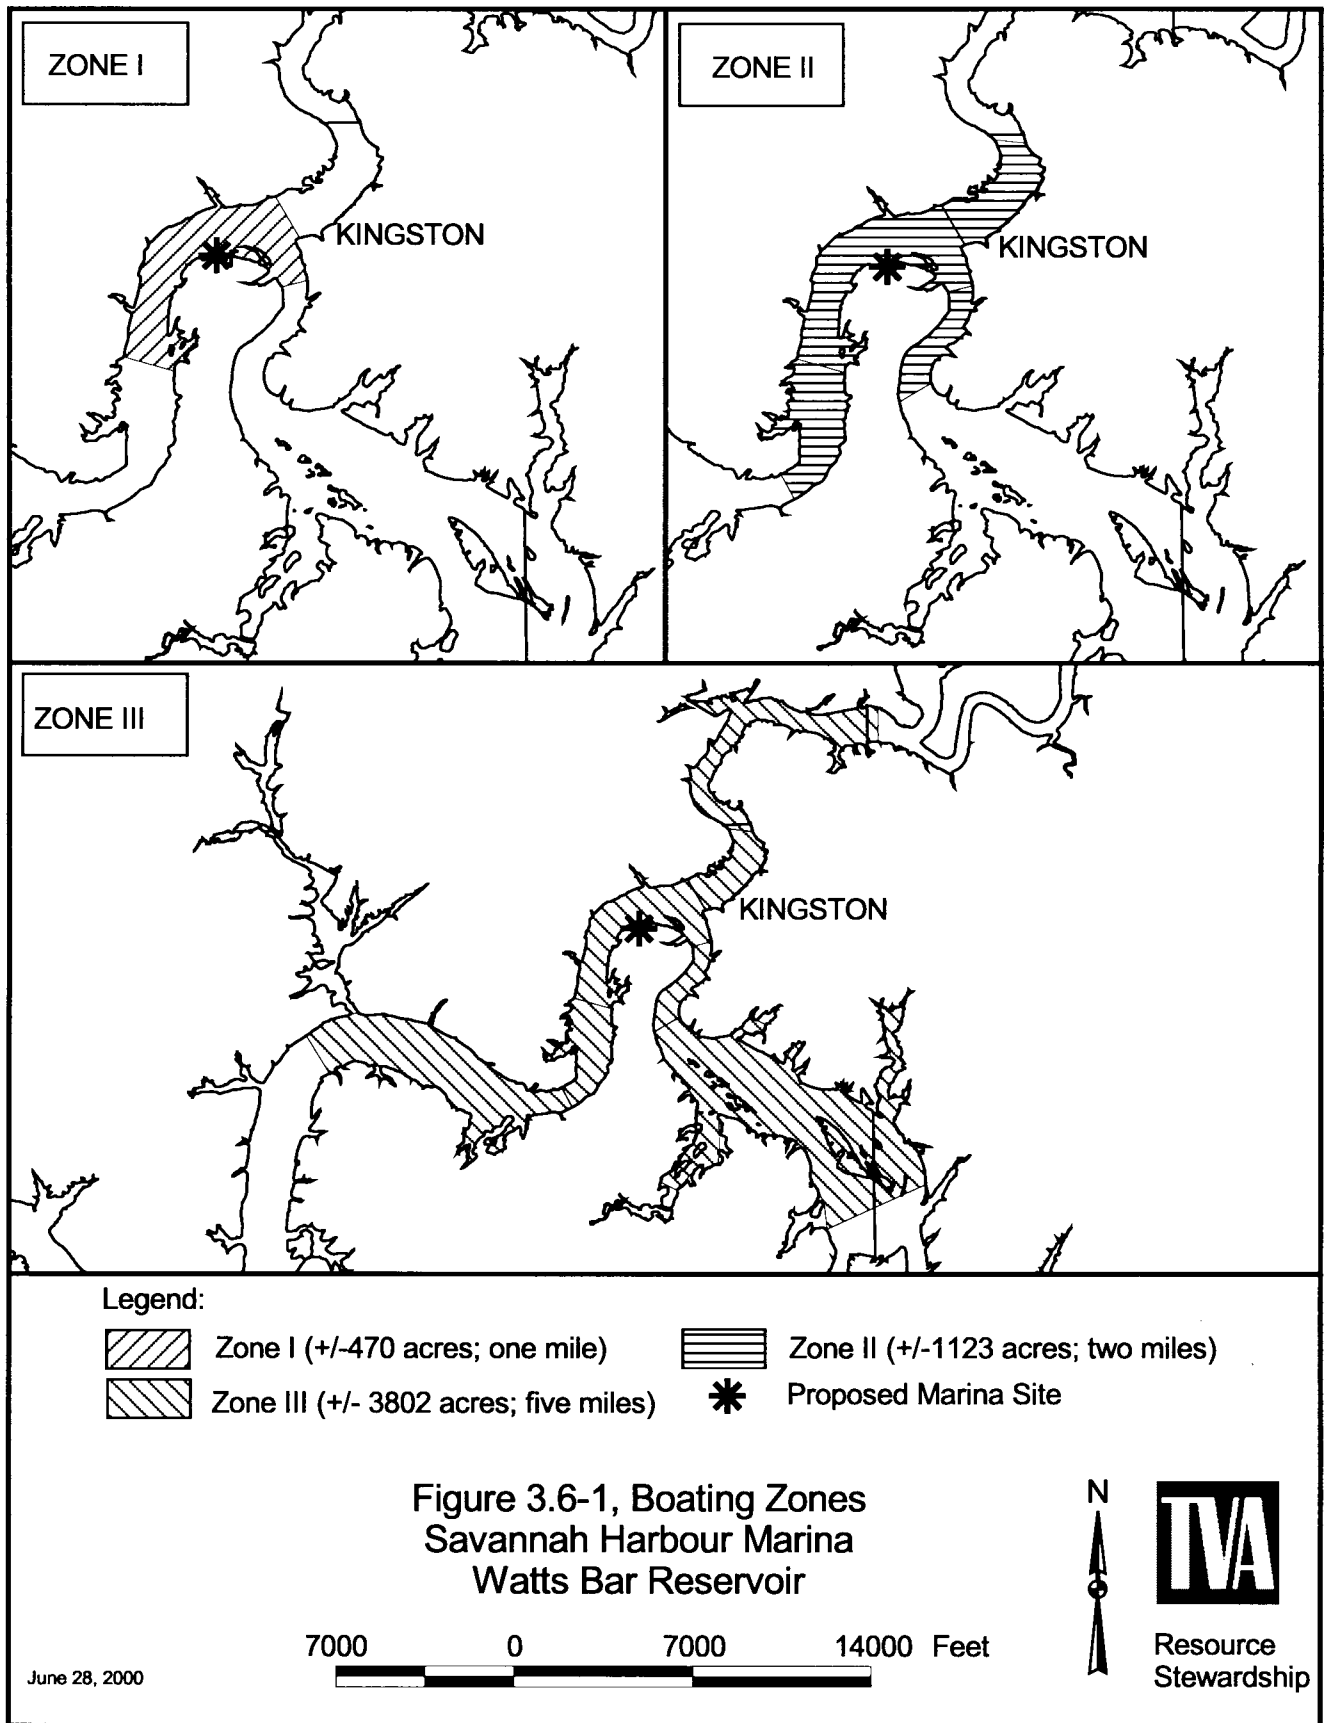 ZONE I
KINGSTON
ZONE II
KINGSTON
ZONE III
KINGSTON
Legend:
Zone I (+/-470 acres; one mile)
Zone II (+/-1123 acres; two miles)
Zone III (+/- 3802 acres; five miles)
Proposed Marina Site
Figure 3.6-1, Boating Zones
Savannah Harbour Marina
Watts Bar Reservoir
N
TVA
7000 0 7000 14000 Feet
Resource
Stewardship
June 28, 2000